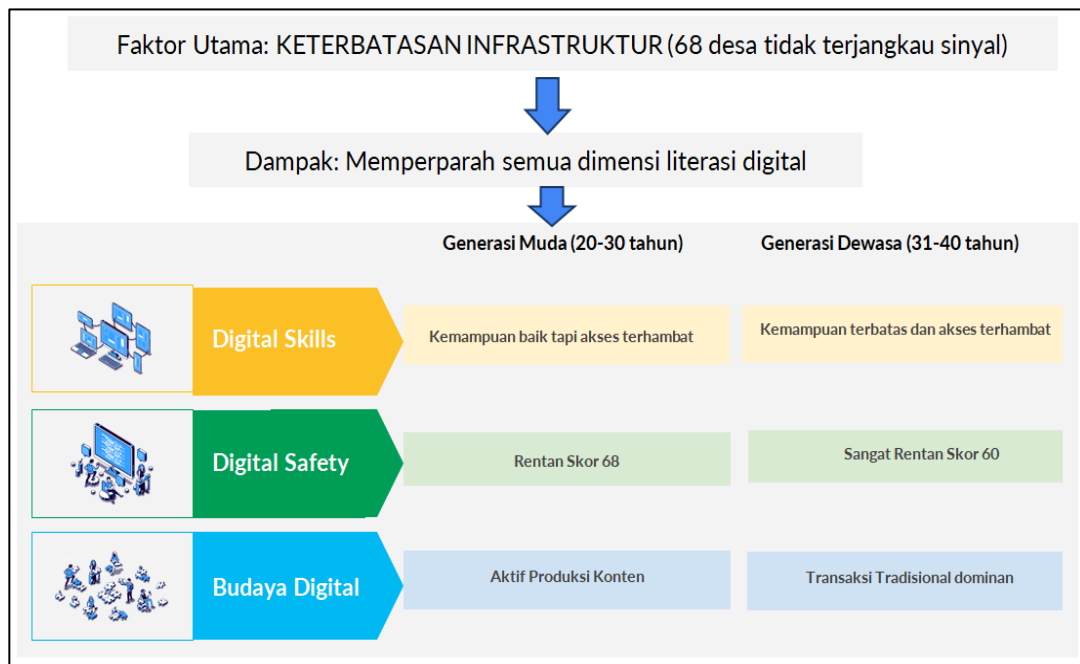 Faktor Utama: KETERBATASAN INFRASTRUKTUR (68 desa tidak terjangkau sinyal)
Dampak: Memperparah semua dimensi literasi digital
Generasi Muda (20-30 tahun)
Generasi Dewasa (31-40 tahun)
Digital Skills
Kemampuan baik tapi akses terhambat
Kemampuan terbatas dan akses terhambat
Digital Safety
Rentan Skor 68
Sangat Rentan Skor 60
Budaya Digital
Aktif Produksi Konten
Transaksi Tradisional dominan